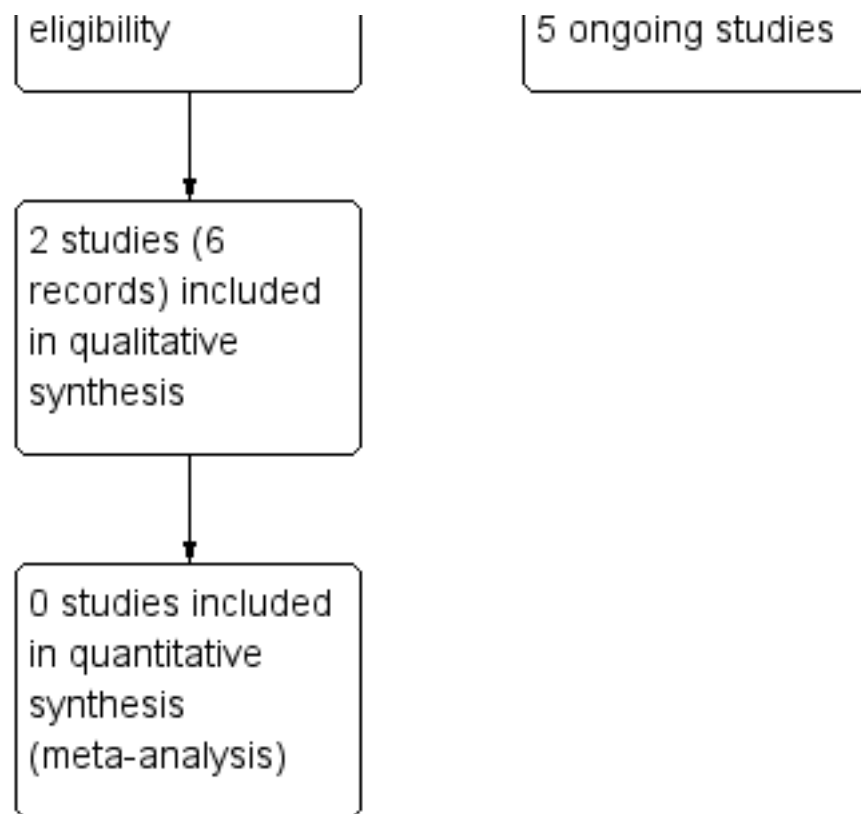 eligibility
5 ongoing studies
2 studies (6
records) included
in qualitative
synthesis
0 studies included
in quantitative
synthesis
(meta-analysis)